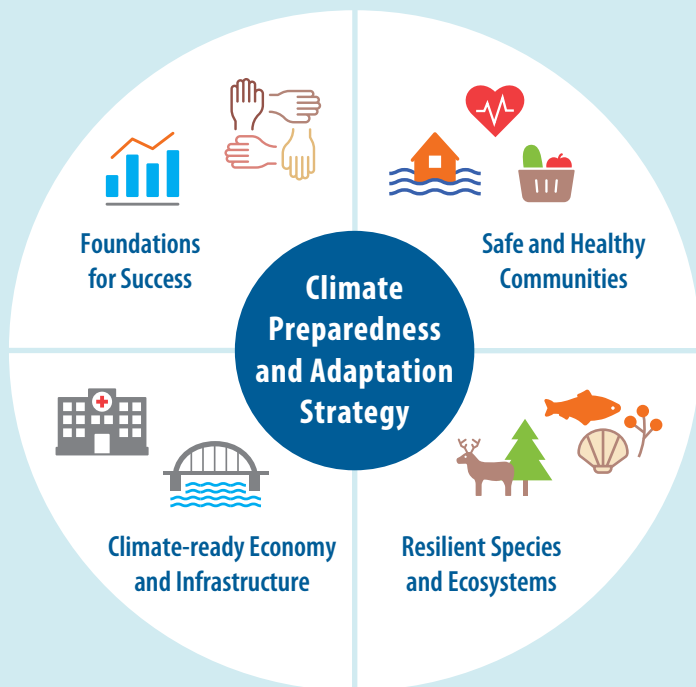 Foundations
for Success
Safe and Healthy
Communities
Climate
Preparedness
and Adaptation
Strategy
Climate-ready Economy
and Infrastructure
Resilient Species
and Ecosystems